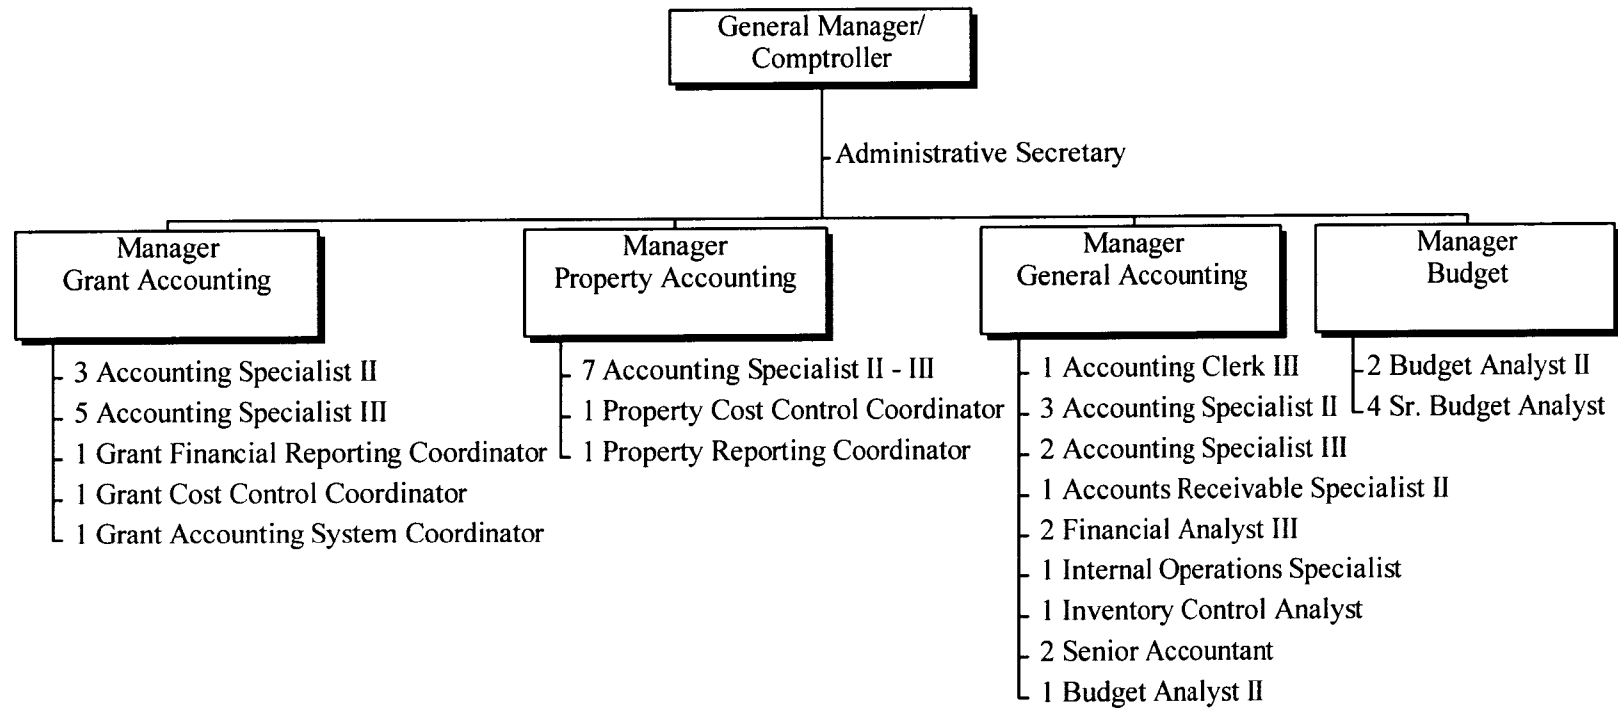 General Manager/
Comptroller
Administrative Secretary
Manager
Grant Accounting
3 Accounting Specialist II
5 Accounting Specialist III
1 Grant Financial Reporting Coordinator
1 Grant Cost Control Coordinator
1 Grant Accounting System Coordinator
Manager
Property Accounting
7 Accounting Specialist II - III
1 Property Cost Control Coordinator
1 Property Reporting Coordinator
Manager
General Accounting
1 Accounting Clerk III
3 Accounting Specialist II
2 Accounting Specialist III
1 Accounts Receivable Specialist II
2 Financial Analyst III
1 Internal Operations Specialist
1 Inventory Control Analyst
2 Senior Accountant
1 Budget Analyst II
Manager
Budget
2 Budget Analyst II
4 Sr. Budget Analyst